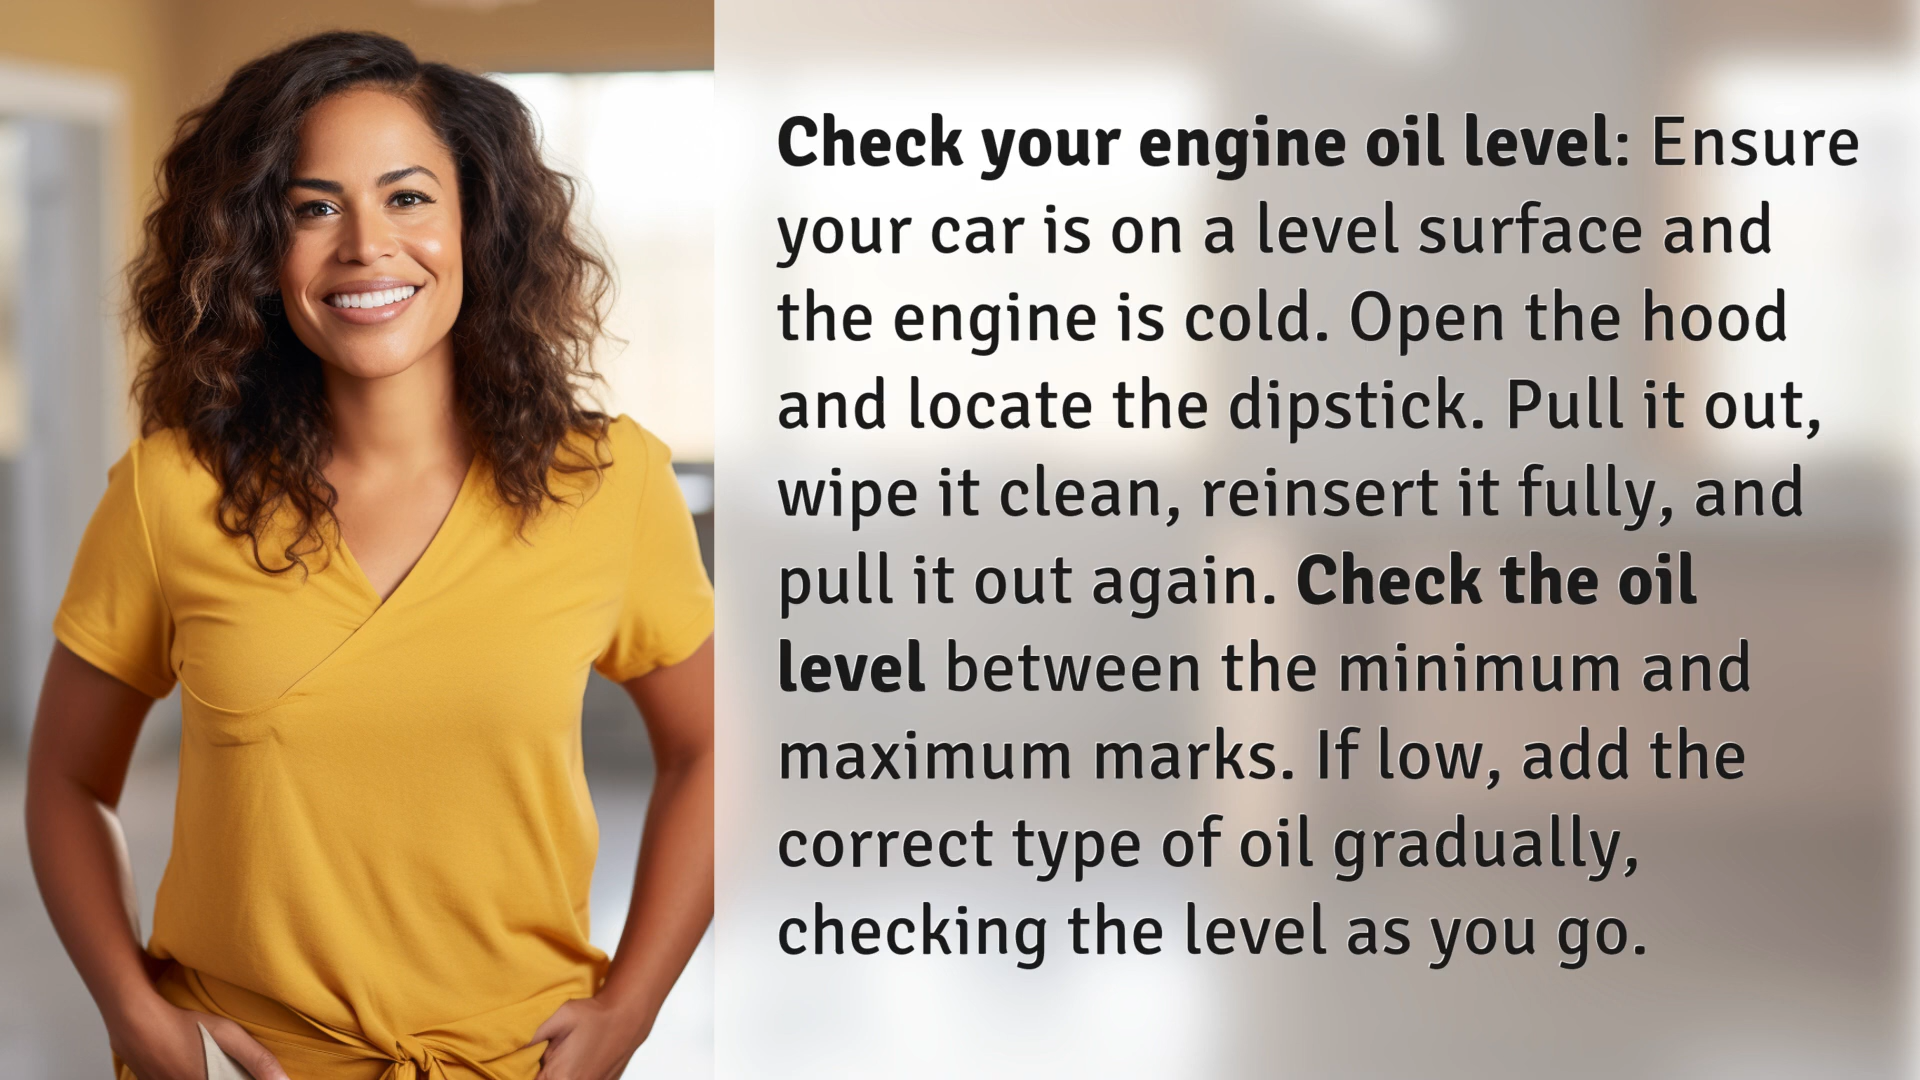 Check your engine oil level: Ensure
your car is on a level surface and
the engine is cold. Open the hood
and locate the dipstick. Pull it out,
wipe it clean, reinsert it fully, and
pull it out again. Check the oil
level between the minimum and
maximum marks. If low, add the
correct type of oil gradually,
checking the level as you go.